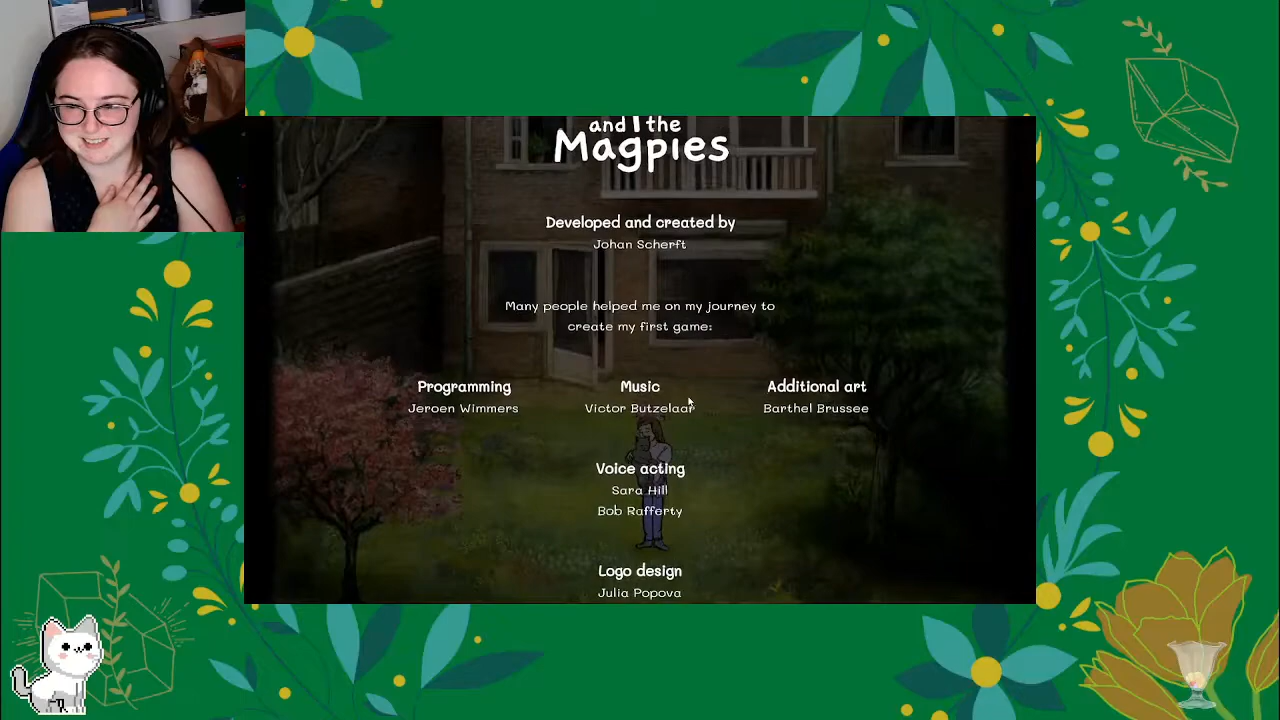 and the
Magpies
Developed and created by
Johan Scherft
Many people helped me on my journey to
create my first game:
Programming
Jeroen Wimmers
Music
Victor Butzelaar
Additional art
Barthel Brussee
Voice acting
Sara Hill
Bob Rafferty
Logo design
Julia Popova